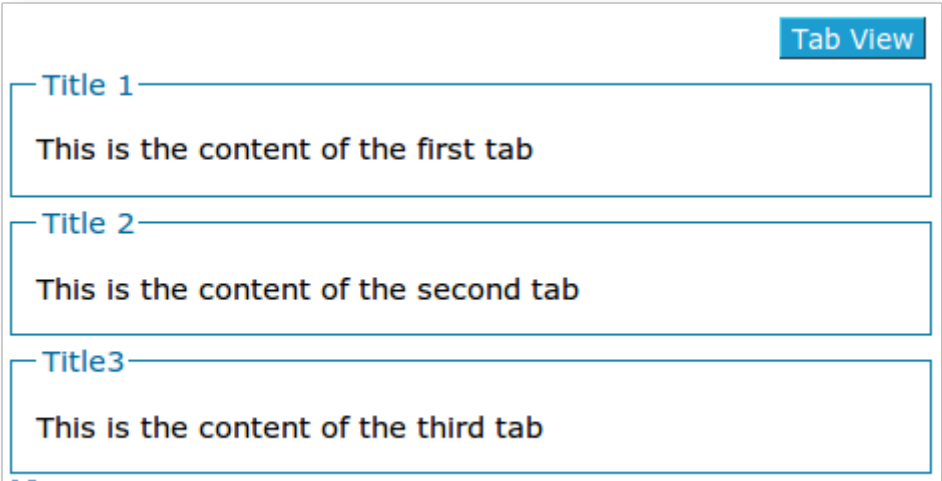 Tab View
Title 1
This is the content of the first tab
Title 2
This is the content of the second tab
Title3
This is the content of the third tab